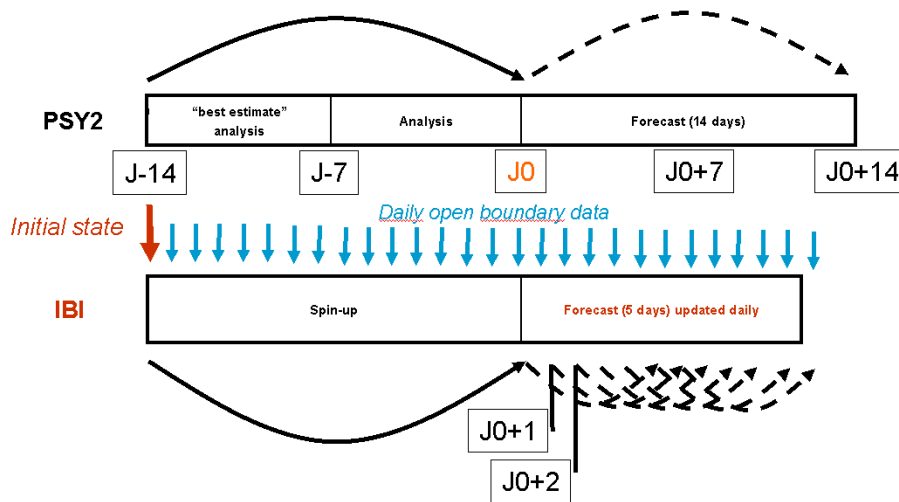 PSY2
“best estimate”
analysis
Analysis
Forecast (14 days)
J-14
J-7
J0
J0+7
J0+14
Initial state
Daily open boundary data
IBI
Spin-up
Forecast (5 days) updated daily
J0+1
J0+2